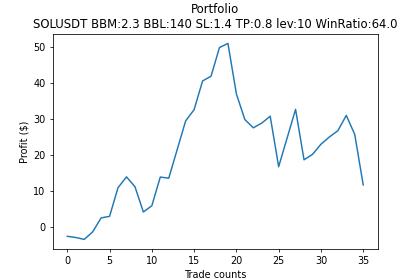 Portfolio
SOLUSDT BBM:2.3 BBL:140 SL:1.4 TP:0.8 lev:10 WinRatio:64.0
50
40
30
20
10
0
Profit ($)
0 5 10 15 20 25 30 35
Trade counts